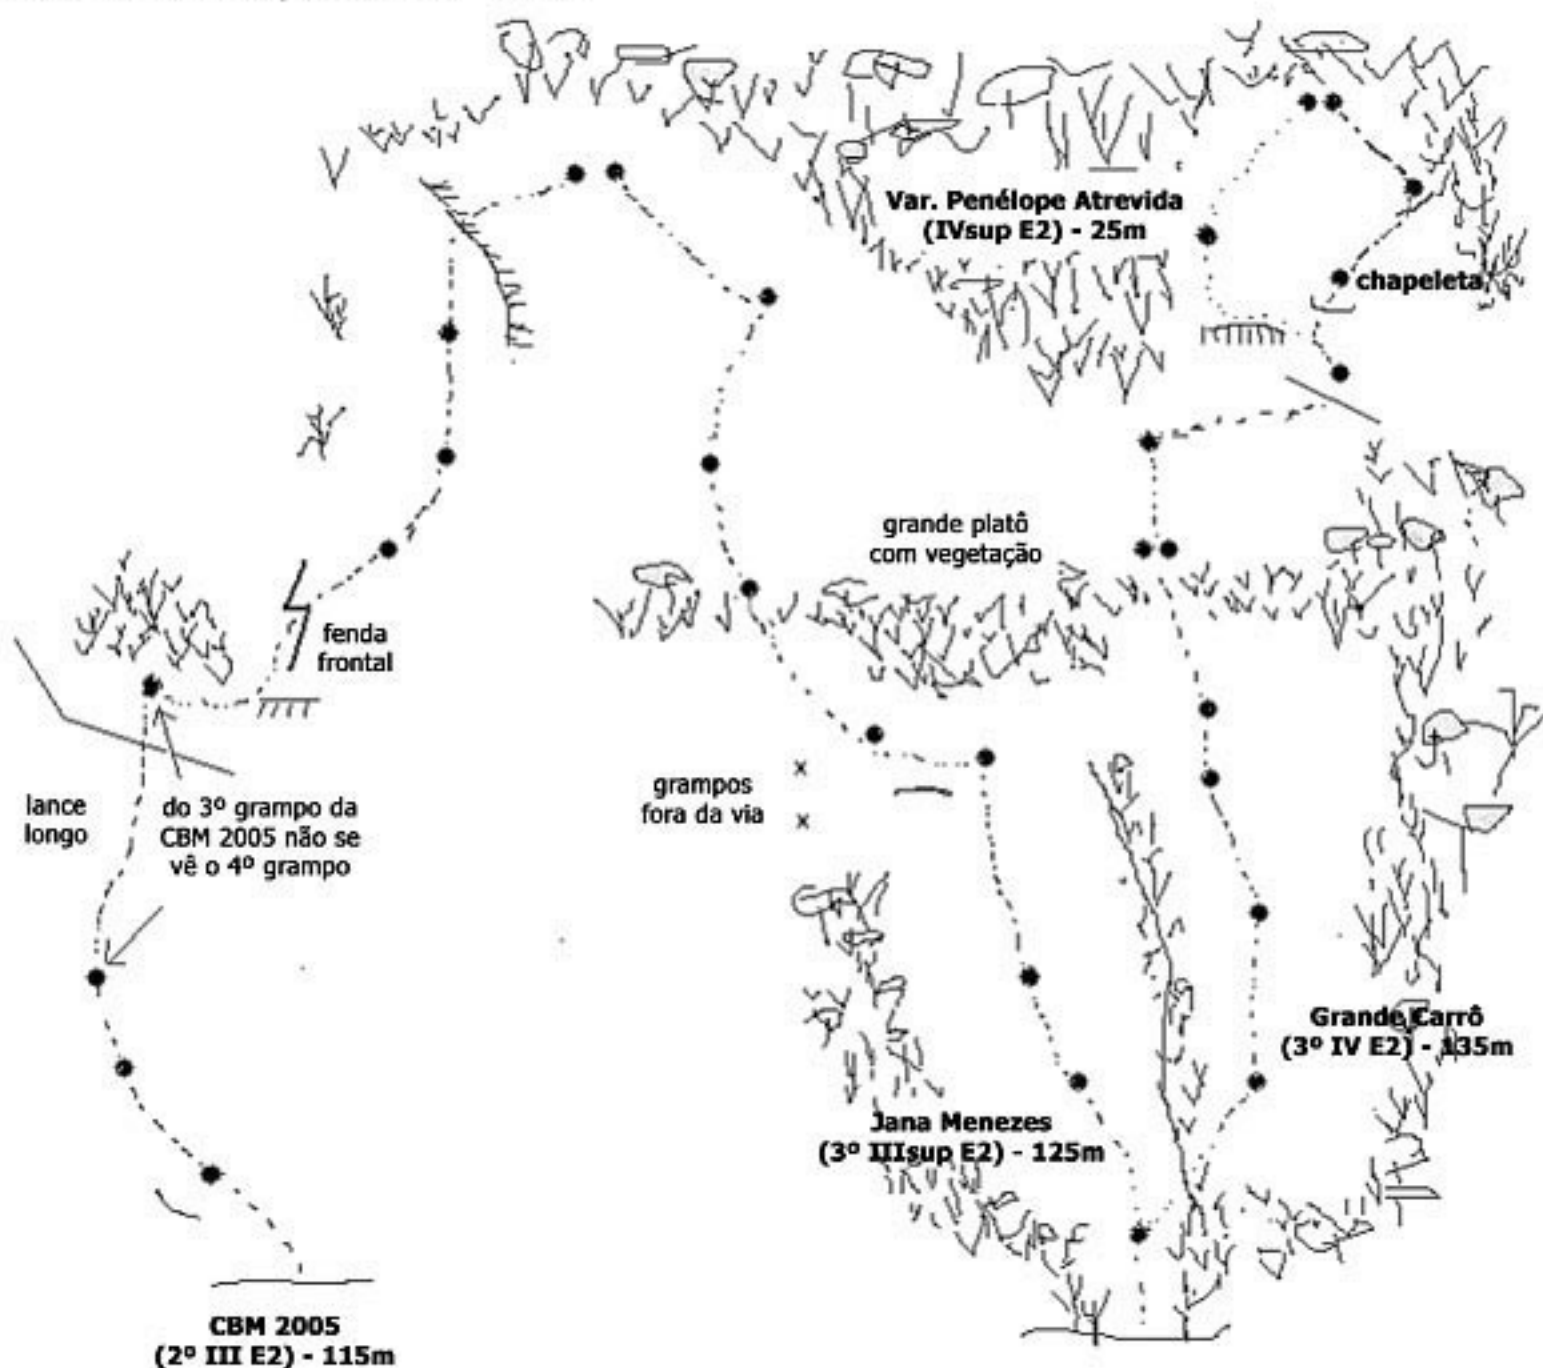 Var. Penélope Atrevida
(IVsup E2) - 25m
chapeleta
grande platô
com vegetação
fenda
frontal
lance
longo
do 3º grampo da
CBM 2005 não se
vê o 4º grampo
grampos
fora da via
Grande Carrô
(3º IV E2) - 135m
Jana Menezes
(3º IIIsup E2) - 125m
CBM 2005
(2º III E2) - 115m